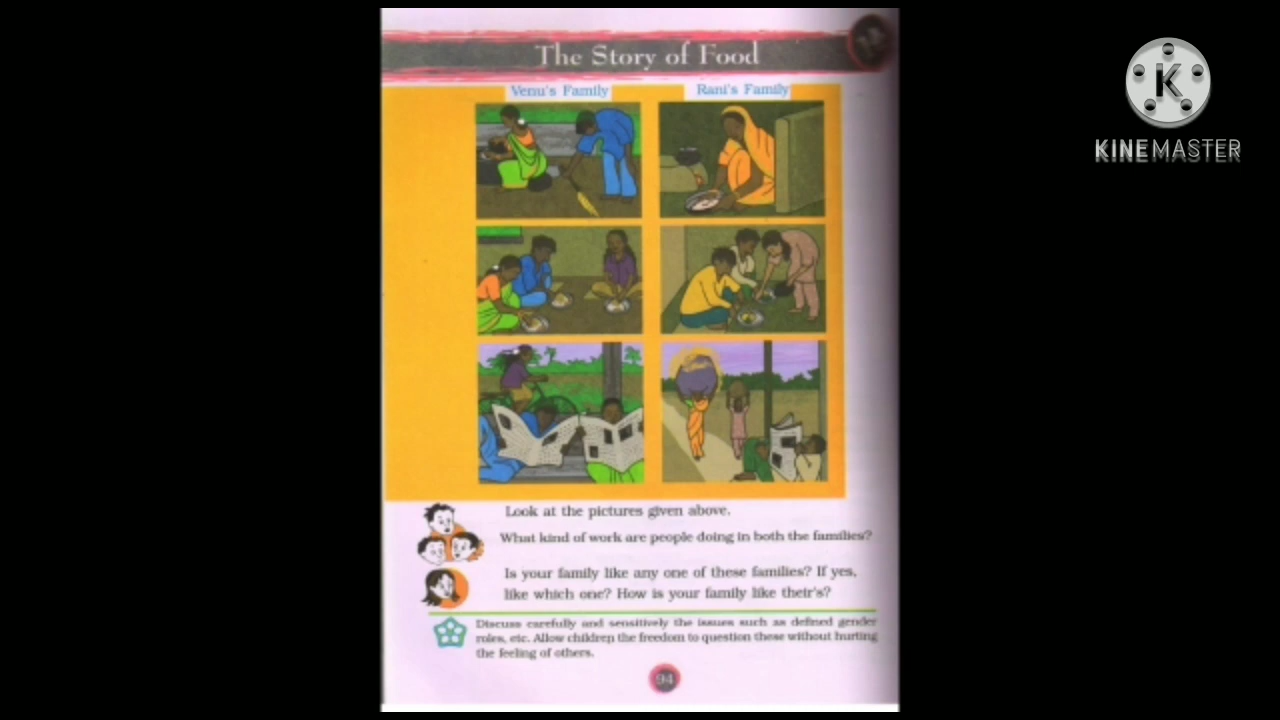 The Story of Food
Venu's Family
Rani's Family
Look at the pictures given above.
What kind of work are people doing in both the families?
Is your family like any one of these families? If yes,
like which one? How is your family like their's?
Discuss carefully and sensitively the issues such as defined gender
roles, etc. Allow children the freedom to question these without hurting
the feeling of others.
94
K
KINEMASTER